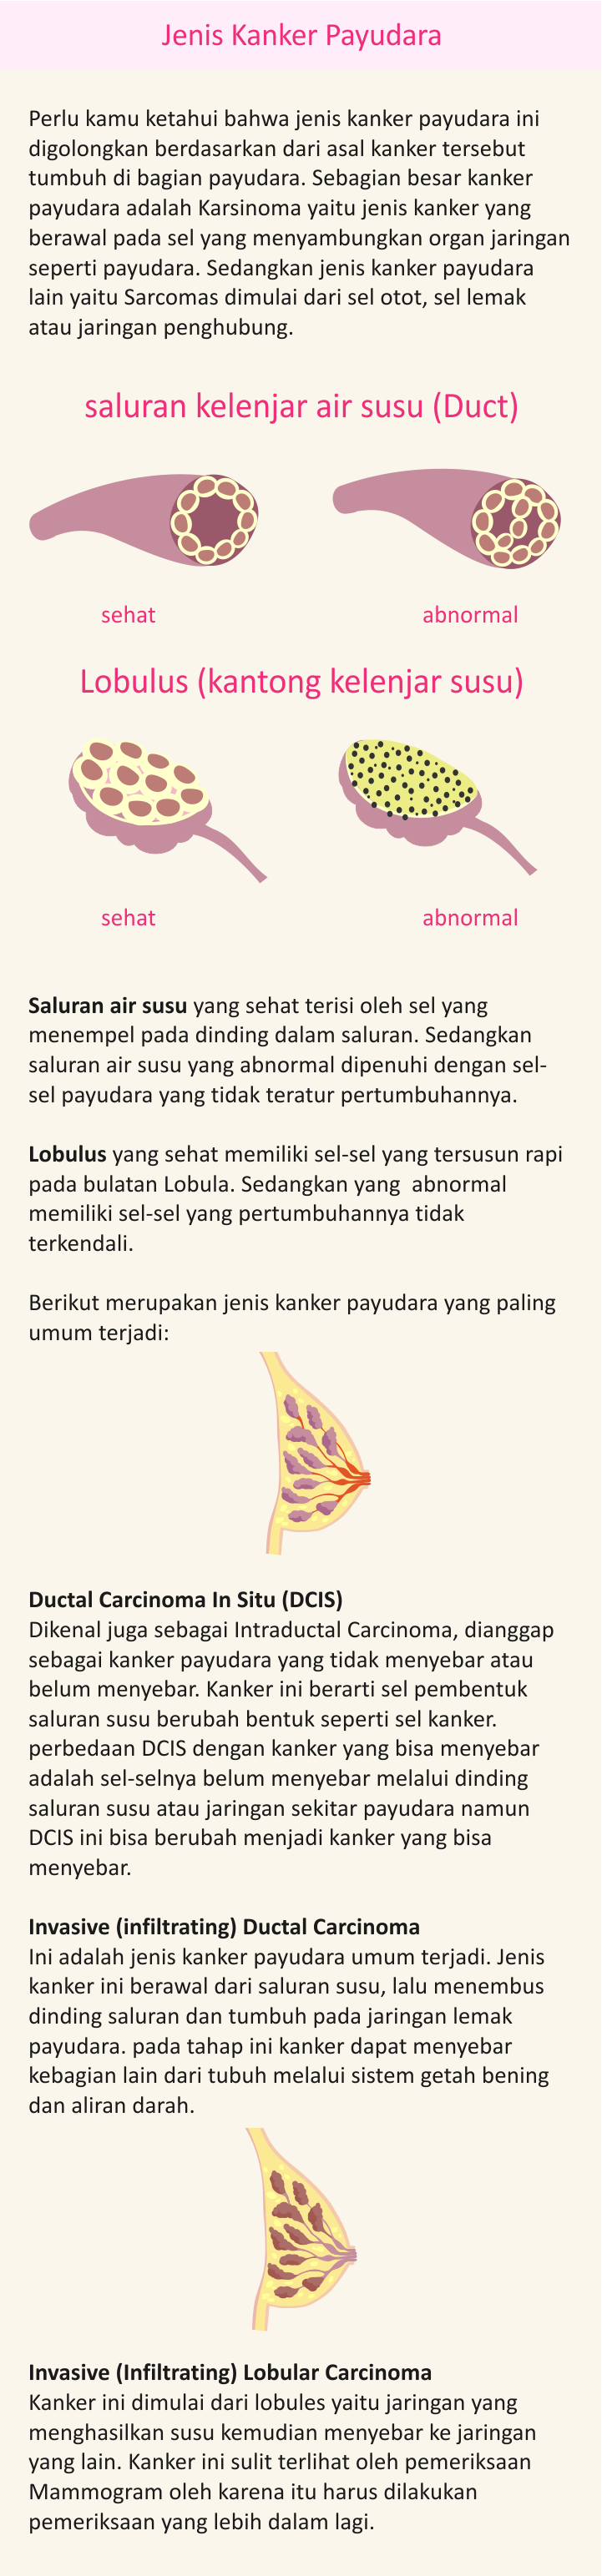 Jenis Kanker Payudara
Perlu kamu ketahui bahwa jenis kanker payudara ini
digolongkan berdasarkan dari asal kanker tersebut
tumbuh di bagian payudara. Sebagian besar kanker
payudara adalah Karsinoma yaitu jenis kanker yang
berawal pada sel yang menyambungkan organ jaringan
seperti payudara. Sedangkan jenis kanker payudara
lain yaitu Sarcomas dimulai dari sel otot, sel lemak
atau jaringan penghubung.
saluran kelenjar air susu (Duct)
sehat
abnormal
Lobulus (kantong kelenjar susu)
sehat
abnormal
Saluran air susu yang sehat terisi oleh sel yang
menempel pada dinding dalam saluran. Sedangkan
saluran air susu yang abnormal dipenuhi dengan sel-
sel payudara yang tidak teratur pertumbuhannya.
Lobulus yang sehat memiliki sel-sel yang tersusun rapi
pada bulatan Lobula. Sedangkan yang abnormal
memiliki sel-sel yang pertumbuhannya tidak
terkendali.
Berikut merupakan jenis kanker payudara yang paling
umum terjadi:
Ductal Carcinoma In Situ (DCIS)
Dikenal juga sebagai Intraductal Carcinoma, dianggap
sebagai kanker payudara yang tidak menyebar atau
belum menyebar. Kanker ini berarti sel pembentuk
saluran susu berubah bentuk seperti sel kanker.
perbedaan DCIS dengan kanker yang bisa menyebar
adalah sel-selnya belum menyebar melalui dinding
saluran susu atau jaringan sekitar payudara namun
DCIS ini bisa berubah menjadi kanker yang bisa
menyebar.
Invasive (infiltrating) Ductal Carcinoma
Ini adalah jenis kanker payudara umum terjadi. Jenis
kanker ini berawal dari saluran susu, lalu menembus
dinding saluran dan tumbuh pada jaringan lemak
payudara. pada tahap ini kanker dapat menyebar
kebagian lain dari tubuh melalui sistem getah bening
dan aliran darah.
Invasive (Infiltrating) Lobular Carcinoma
Kanker ini dimulai dari lobules yaitu jaringan yang
menghasilkan susu kemudian menyebar ke jaringan
yang lain. Kanker ini sulit terlihat oleh pemeriksaan
Mammogram oleh karena itu harus dilakukan
pemeriksaan yang lebih dalam lagi.